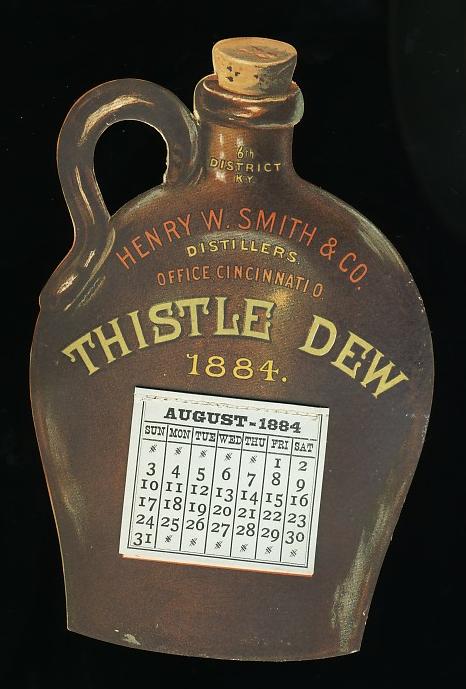 6th
DISTRICT
KY.
HENRY W. SMITH & CO.
DISTILLERS.
OFFICE CINCINNATI O.
THISTLE DEW
1884.
AUGUST-1884
SUN MON TUE WED THU FRI SAT
1 2
3 4 5 6 7 8 9
10 11 12 13 14 15 16
17 18 19 20 21 22 23
24 25 26 27 28 29 30
31